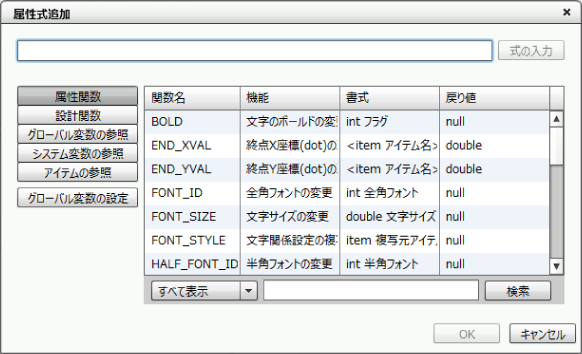 属性式追加
式の入力
属性関数
設計関数
グローバル変数の参照
システム変数の参照
アイテムの参照
グローバル変数の設定
関数名 機能 書式 戻り値
BOLD 文字のボールドの変 int フラグ null
END_XVAL 終点X座標(dot)の <item アイテム名> double
END_YVAL 終点Y座標(dot)の <item アイテム名> double
FONT_ID 全角フォントの変更 int 全角フォント null
FONT_SIZE 文字サイズの変更 double 文字サイズ null
FONT_STYLE 文字関係設定の複 item 複写元アイテ null
HALF_FONT_ID 半角フォントの変更 int 半角フォント null
すべて表示 検索
OK キャンセル